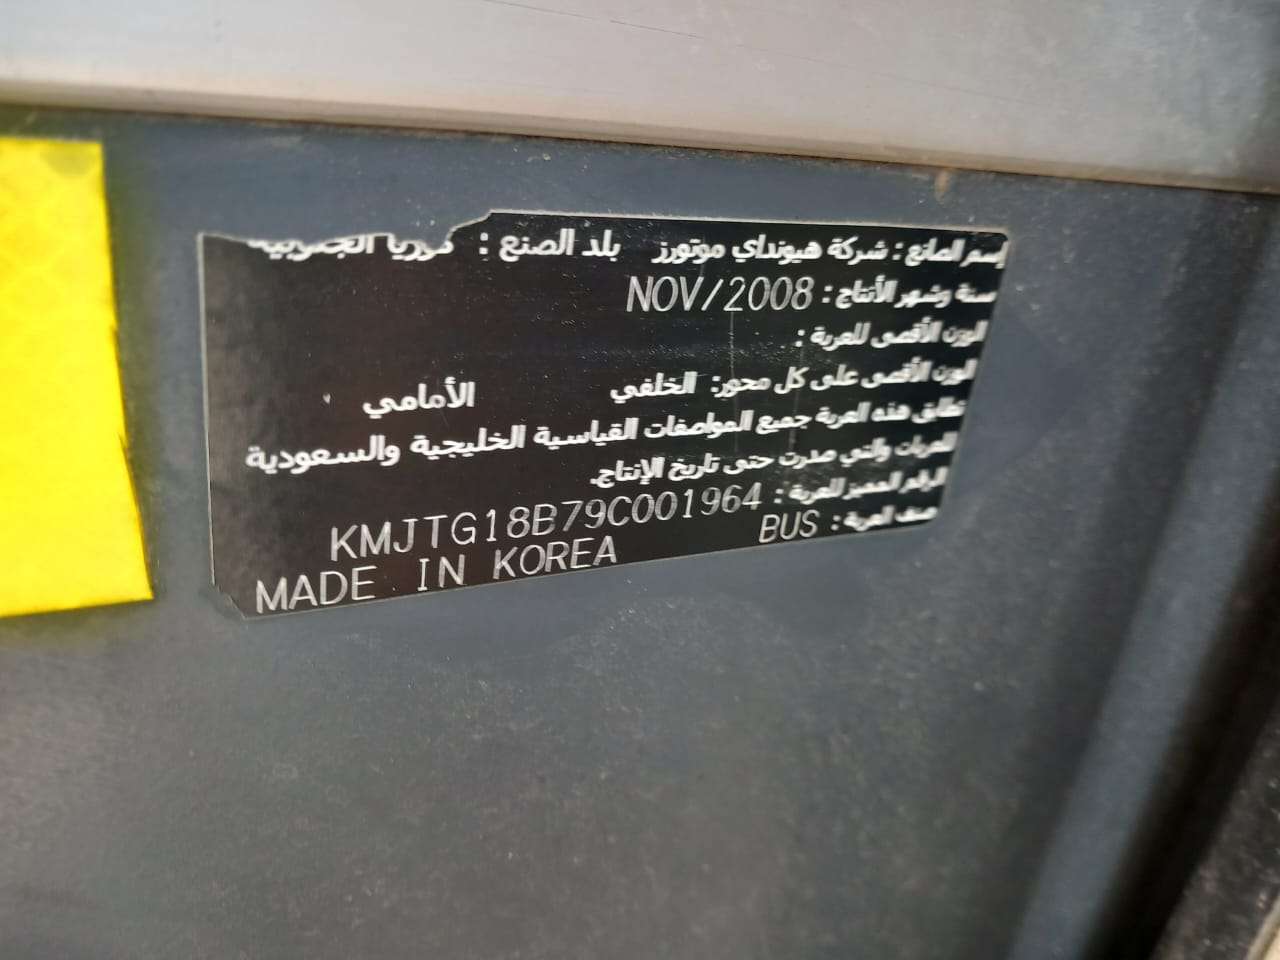 إسم الصانع : شركة هيونداي موتورز بلد الصنع : كوريا الجنوبية
سنة وشهر الأنتاج : NOV/2008
الوزن الأقصى للعربة :
الوزن الأقصى على كل محور: الخلفي الأمامي
تطابق هذه العربة جميع المواصفات القياسية الخليجية والسعودية
للعربات والتي صدرت حتى تاريخ الإنتاج.
الرقم المميز للعربة : KMJTG18B79C001964
صنف العربة : BUS
MADE IN KOREA